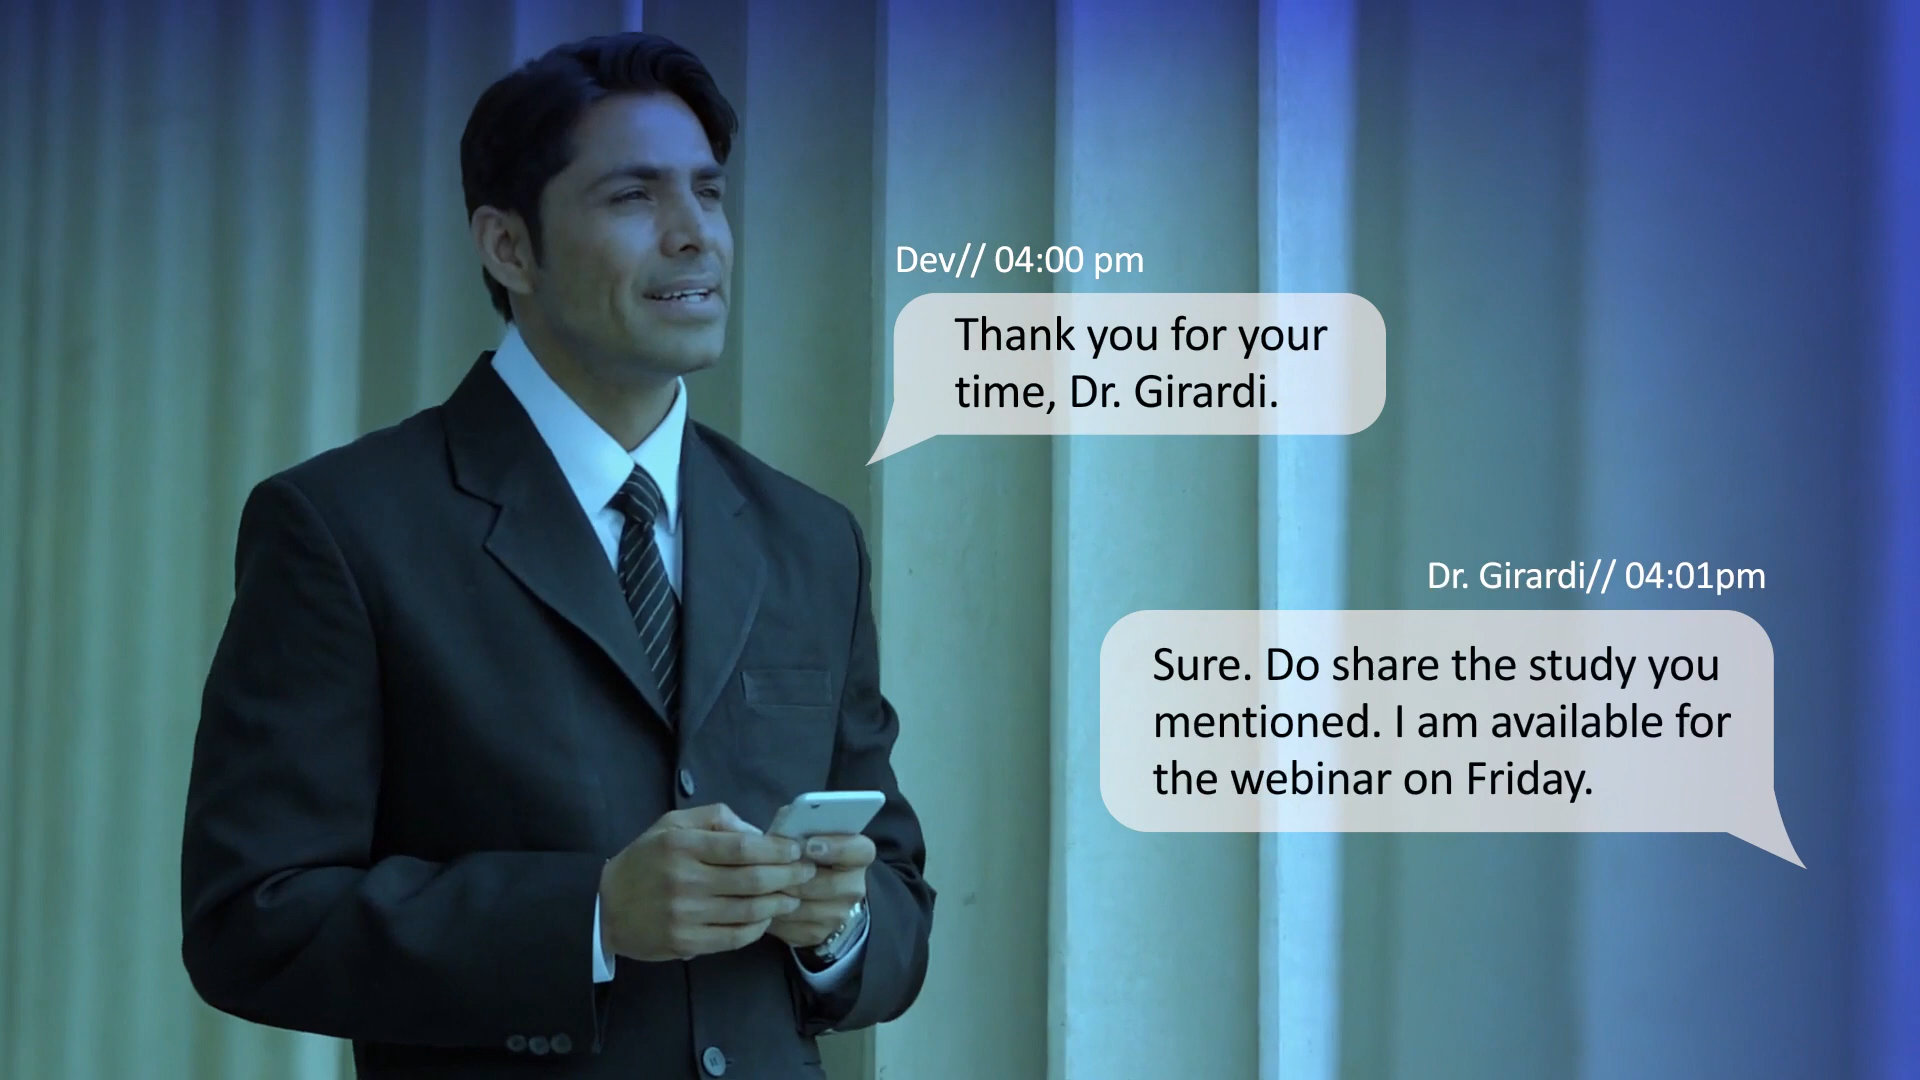 Dev// 04:00 pm
Thank you for your
time, Dr. Girardi.
Dr. Girardi// 04:01pm
Sure. Do share the study you
mentioned. I am available for
the webinar on Friday.